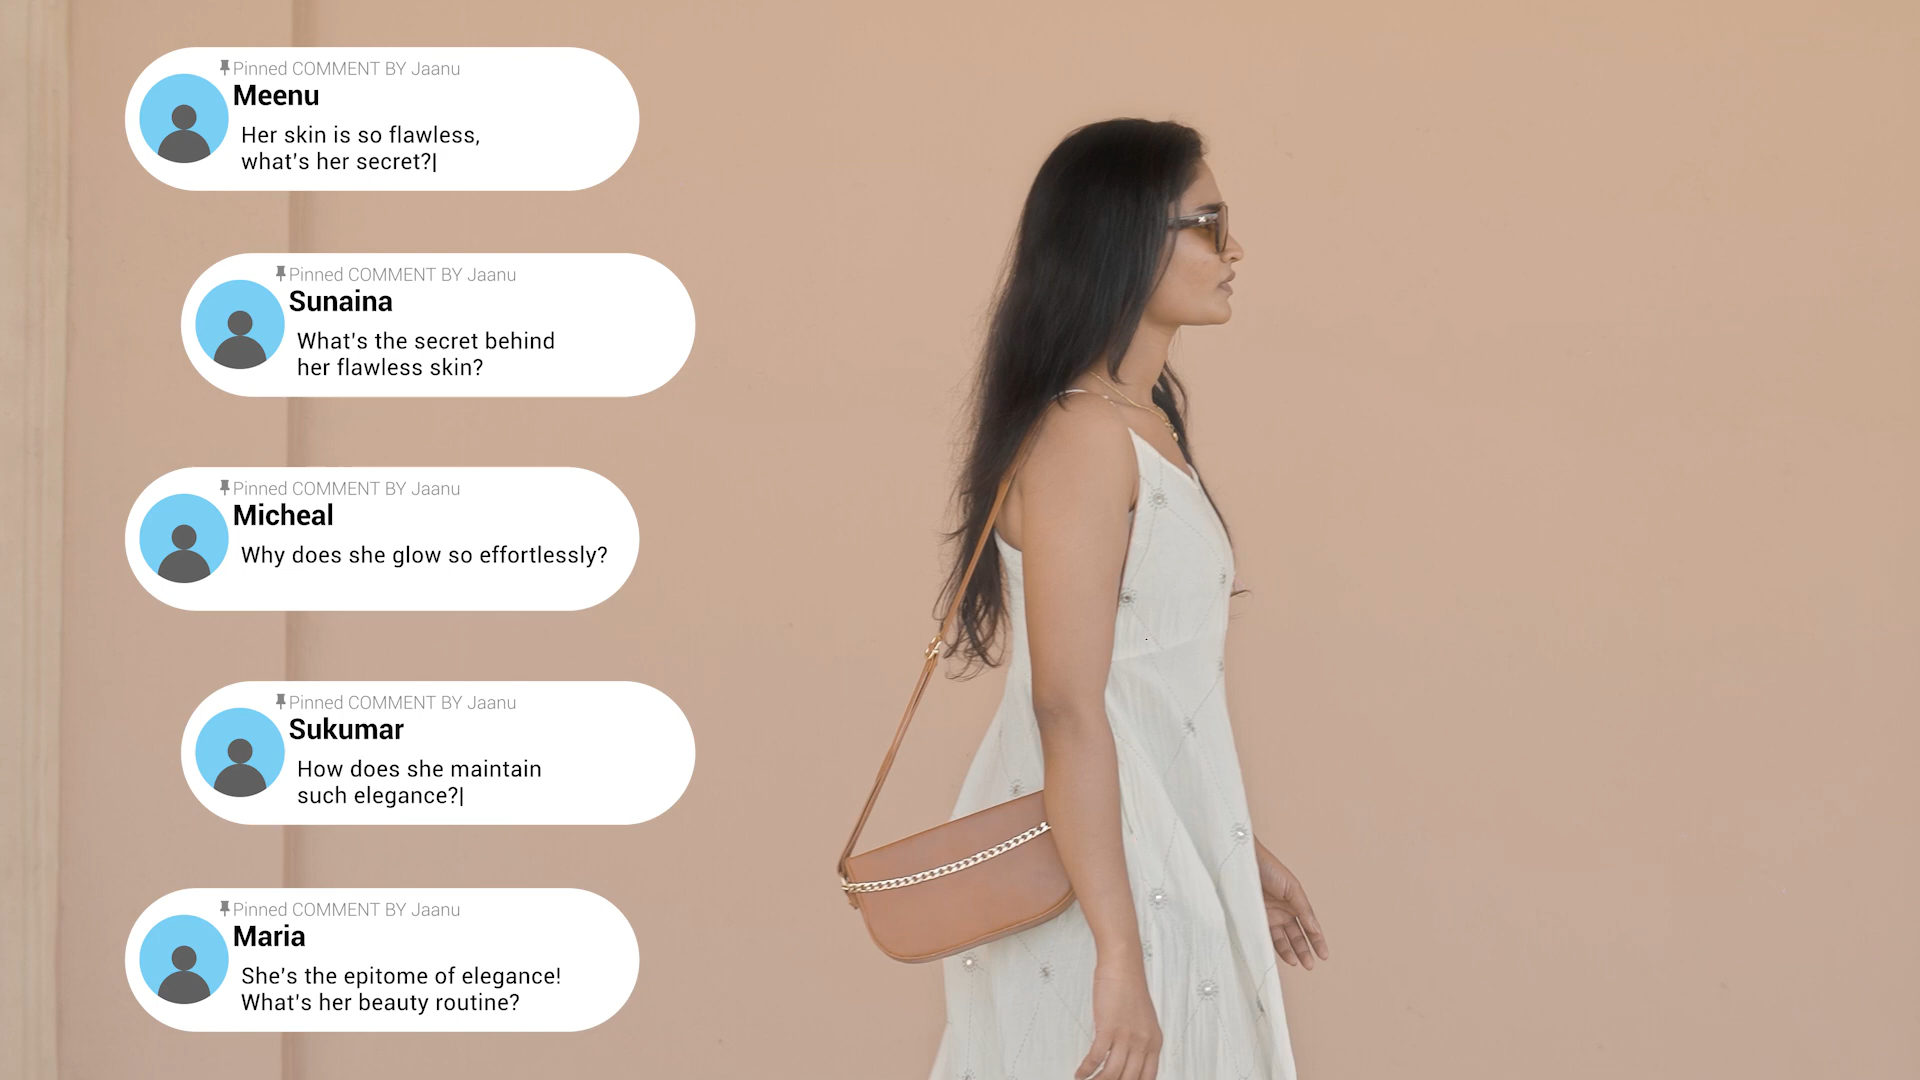 Pinned COMMENT BY Jaanu
Meenu
Her skin is so flawless,
what's her secret?|
Pinned COMMENT BY Jaanu
Sunaina
What's the secret behind
her flawless skin?
Pinned COMMENT BY Jaanu
Micheal
Why does she glow so effortlessly?
Pinned COMMENT BY Jaanu
Sukumar
How does she maintain
such elegance?|
Pinned COMMENT BY Jaanu
Maria
She's the epitome of elegance!
What's her beauty routine?